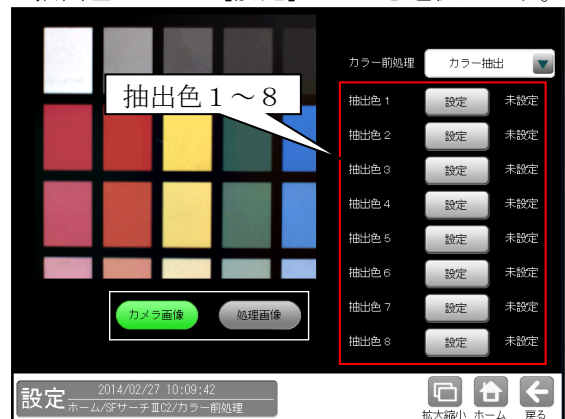 カラー前処理 カラー抽出
抽出色1～8
抽出色1 設定 未設定
抽出色2 設定 未設定
抽出色3 設定 未設定
抽出色4 設定 未設定
抽出色5 設定 未設定
抽出色6 設定 未設定
抽出色7 設定 未設定
抽出色8 設定 未設定
カメラ画像 処理画像
設定 2014/02/27 10:09:42
ホーム/SFサーチⅢC2/カラー前処理
拡大縮小 ホーム 戻る